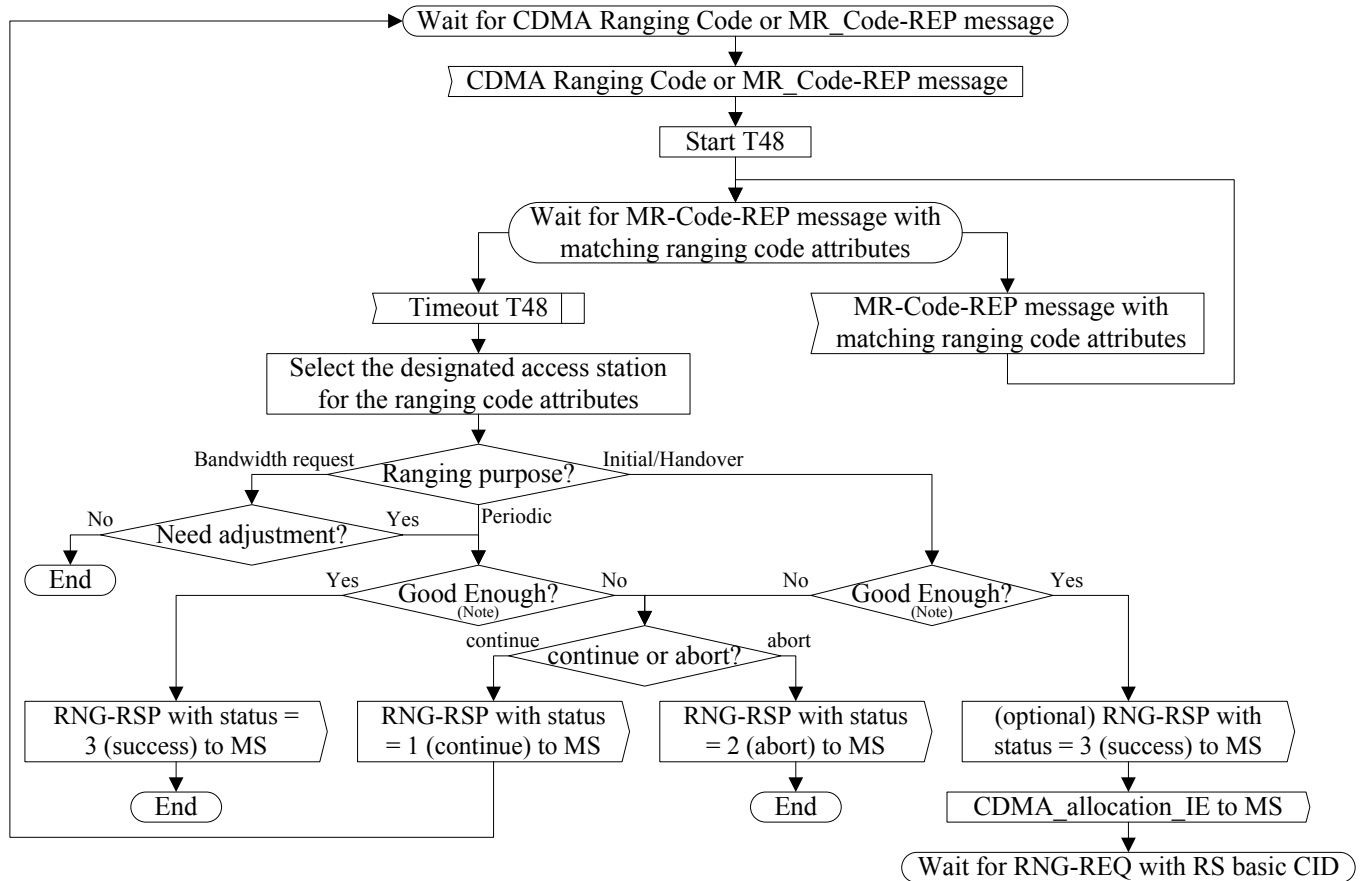 Wait for CDMA Ranging Code or MR_Code-REP message
CDMA Ranging Code or MR_Code-REP message
Start T48
Wait for MR-Code-REP message with
matching ranging code attributes
Timeout T48
MR-Code-REP message with
matching ranging code attributes
Select the designated access station
for the ranging code attributes
Bandwidth request
Ranging purpose?
Initial/Handover
No
Need adjustment?
Yes
Periodic
End
Yes
Good Enough?
(Note)
No
No
Good Enough?
(Note)
Yes
continue
continue or abort?
abort
RNG-RSP with status =
3 (success) to MS
RNG-RSP with status
= 1 (continue) to MS
RNG-RSP with status
= 2 (abort) to MS
(optional) RNG-RSP with
status = 3 (success) to MS
End
End
CDMA_allocation_IE to MS
Wait for RNG-REQ with RS basic CID